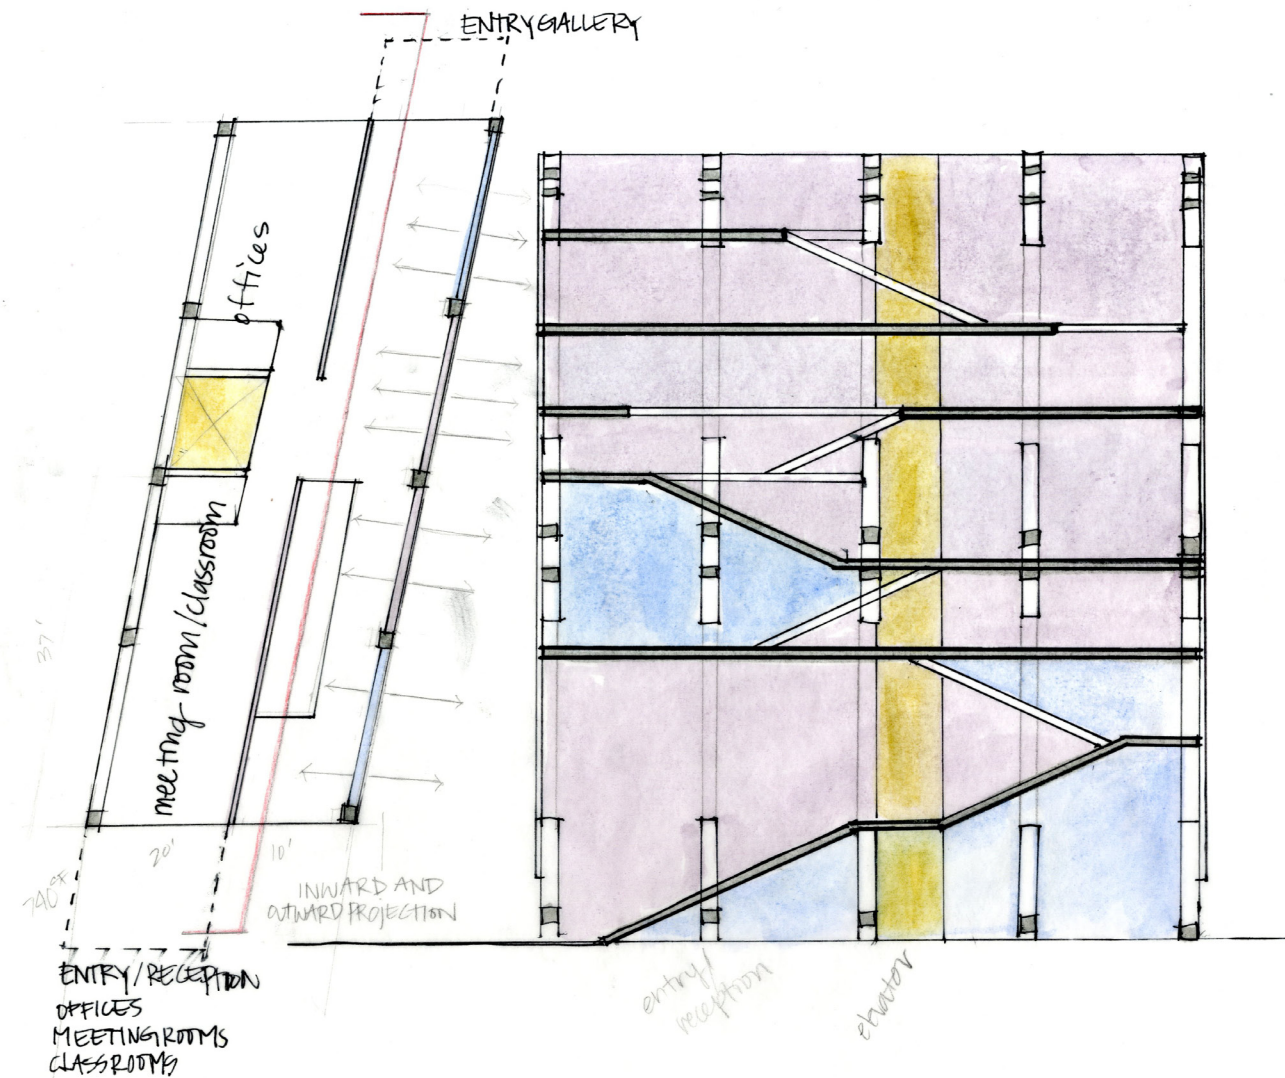 ENTRY GALLERY
offices
meeting room/classroom
37'
20'
10'
INWARD AND
OUTWARD PROJECTION
ENTRY/RECEPTION
OFFICES
MEETING ROOMS
CLASSROOMS
entry/
reception
elevator